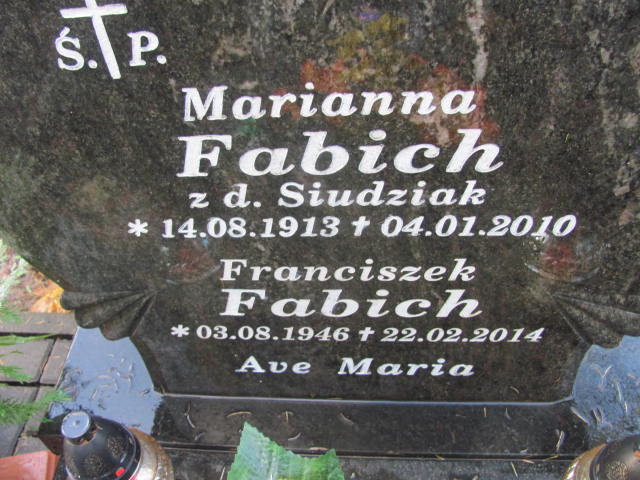 Ś. P.
Marianna
Fabich
z d. Siudziak
* 14.08.1913 † 04.01.2010
Franciszek
Fabich
* 03.08.1946 † 22.02.2014
Ave Maria